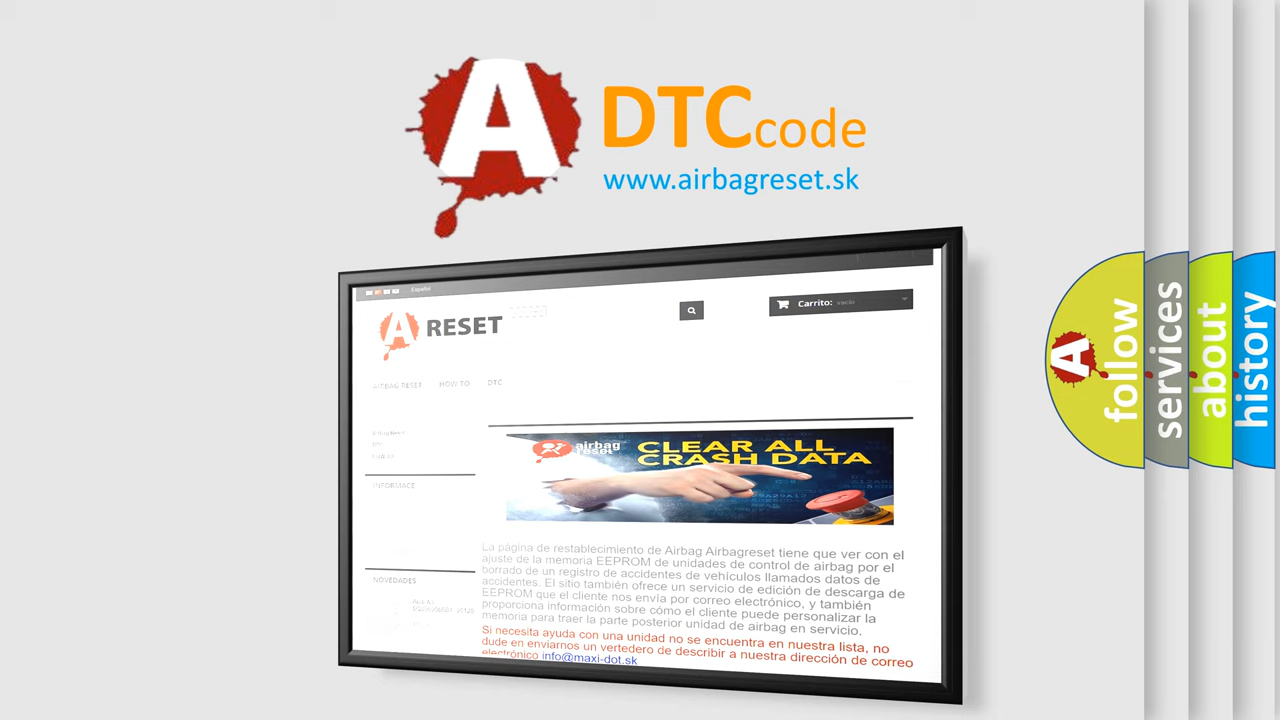 A DTCcode
www.airbagreset.sk
Español
A RESET
Carrito: vacío
AIRBAG RESET HOW TO DTC
INFORMACE
NOVEDADES
airbag
reset
CLEAR ALL
CRASH DATA
La página de restablecimiento de Airbag Airbagreset tiene que ver con el
ajuste de la memoria EEPROM de unidades de control de airbag por el
borrado de un registro de accidentes de vehículos llamados datos de
accidentes. El sitio también ofrece un servicio de edición de descarga de
EEPROM que el cliente nos envía por correo electrónico, y también
proporciona información sobre cómo el cliente puede personalizar la
memoria para traer la parte posterior unidad de airbag en servicio.
Si necesita ayuda con una unidad no se encuentra en nuestra lista, no
dude en enviarnos un vertedero de describir a nuestra dirección de correo
electrónico info@maxi-dot.sk
A
follow
services
about
history